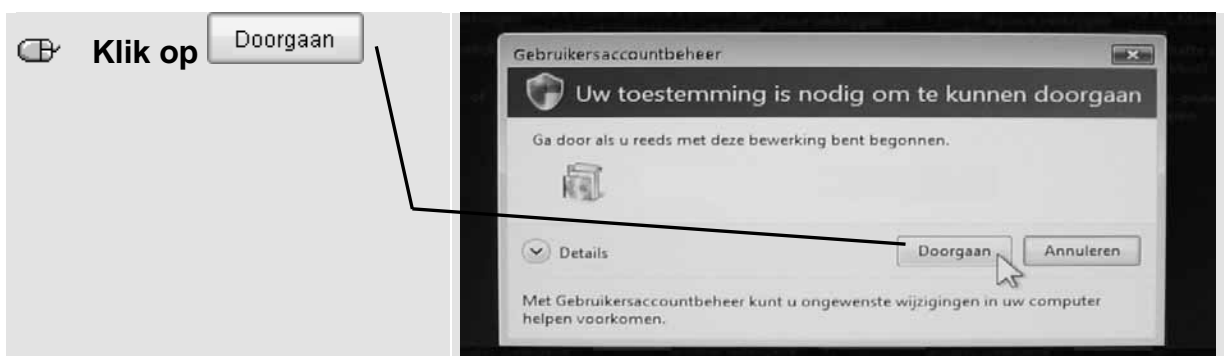 Klik op Doorgaan
Gebruikersaccountbeheer
Uw toestemming is nodig om te kunnen doorgaan
Ga door als u reeds met deze bewerking bent begonnen.
Details
Doorgaan
Annuleren
Met Gebruikersaccountbeheer kunt u ongewenste wijzigingen in uw computer
helpen voorkomen.